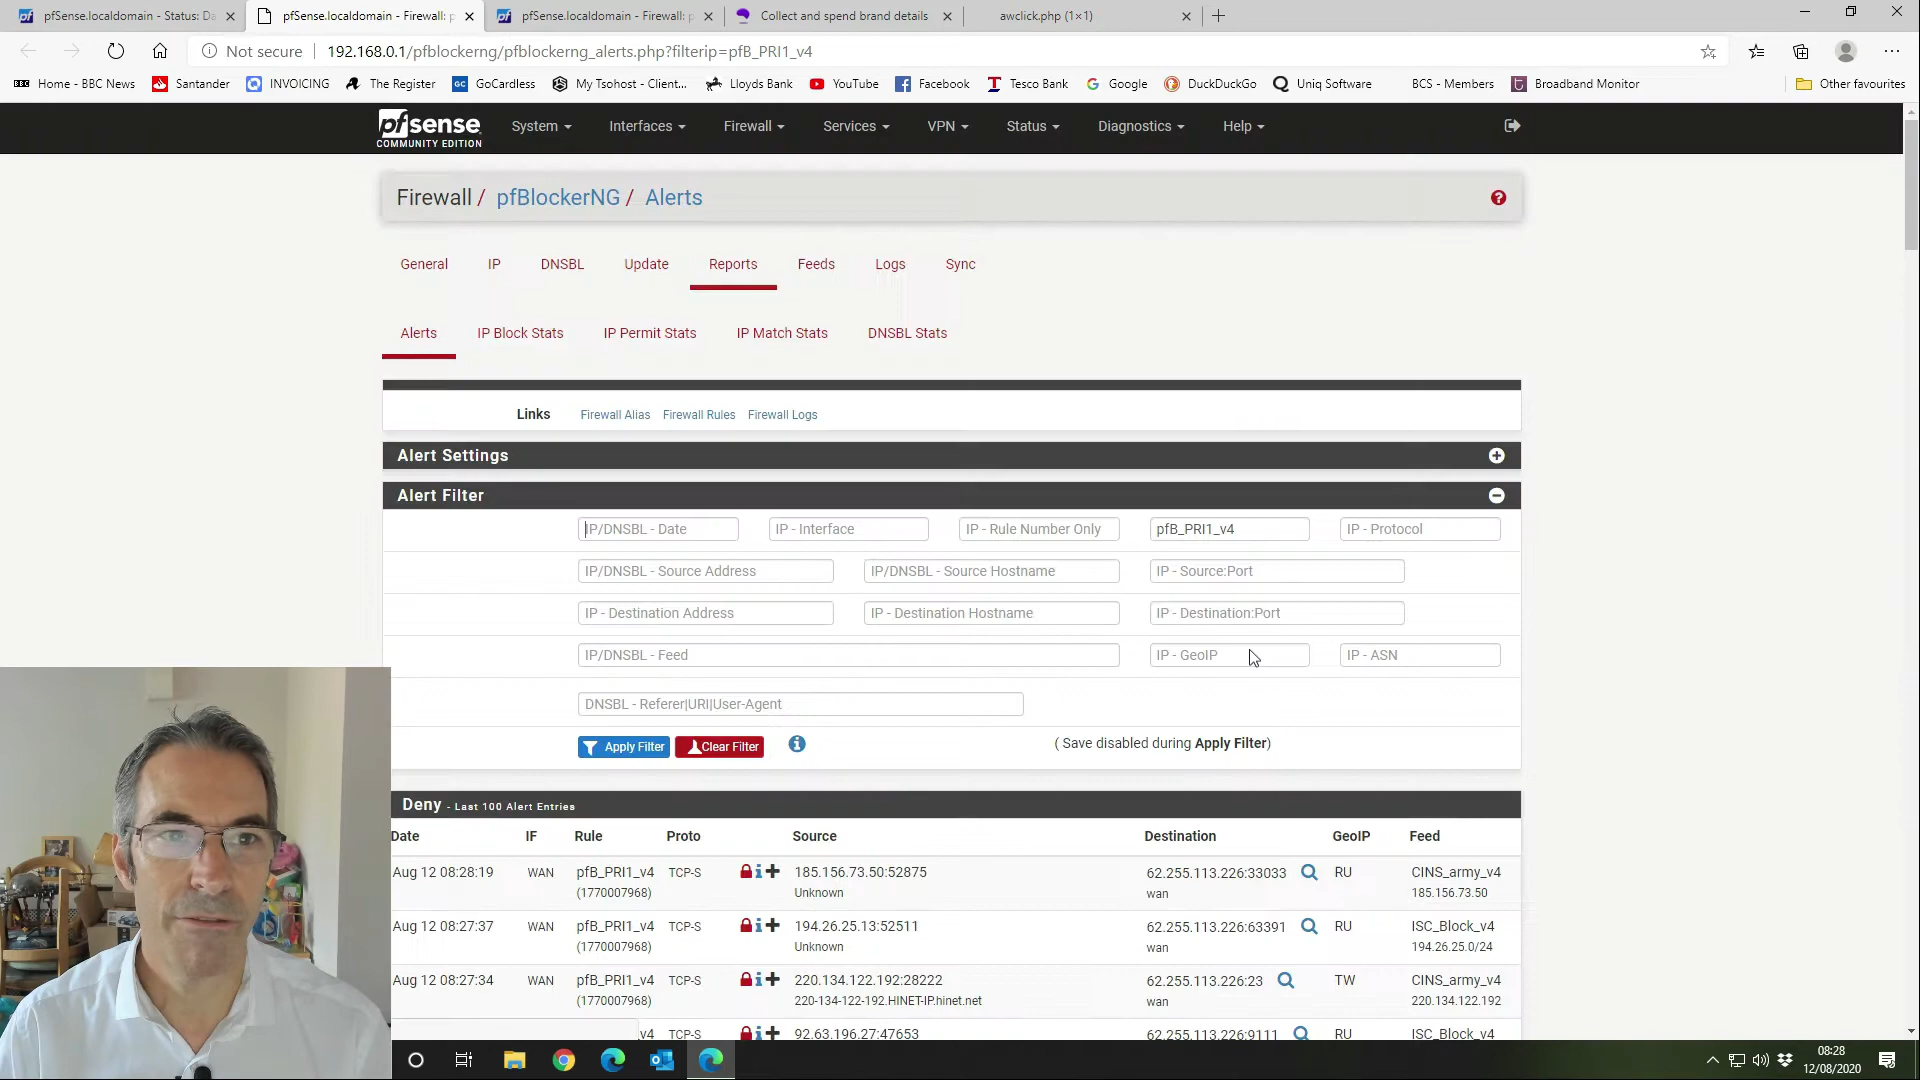 pfSense.localdomain - Status: Da
pfSense.localdomain - Firewall: p
pfSense.localdomain - Firewall: p
Collect and spend brand details
awclick.php (1×1)
Not secure
192.168.0.1/pfblockerng/pfblockerng_alerts.php?filterip=pfB_PRI1_v4
BBC Home - BBC News
Santander
INVOICING
The Register
GC GoCardless
My Tsohost - Client...
Lloyds Bank
YouTube
Facebook
Tesco Bank
Google
DuckDuckGo
Uniq Software
BCS - Members
Broadband Monitor
Other favourites
pfsense
COMMUNITY EDITION
System
Interfaces
Firewall
Services
VPN
Status
Diagnostics
Help
Firewall / pfBlockerNG / Alerts
General IP DNSBL Update Reports Feeds Logs Sync
Alerts IP Block Stats IP Permit Stats IP Match Stats DNSBL Stats
Links Firewall Alias Firewall Rules Firewall Logs
Alert Settings
Alert Filter
IP/DNSBL - Date IP - Interface IP - Rule Number Only pfB_PRI1_v4 IP - Protocol
IP/DNSBL - Source Address IP/DNSBL - Source Hostname IP - Source:Port
IP - Destination Address IP - Destination Hostname IP - Destination:Port
IP/DNSBL - Feed IP - GeoIP IP - ASN
DNSBL - Referer|URI|User-Agent
Apply Filter Clear Filter ( Save disabled during Apply Filter)
Deny - Last 100 Alert Entries
Date IF Rule Proto Source Destination GeoIP Feed
Aug 12 08:28:19 WAN pfB_PRI1_v4 TCP-S 185.156.73.50:52875 62.255.113.226:33033 RU CINS_army_v4
(1770007968) Unknown wan 185.156.73.50
Aug 12 08:27:37 WAN pfB_PRI1_v4 TCP-S 194.26.25.13:52511 62.255.113.226:63391 RU ISC_Block_v4
(1770007968) Unknown wan 194.26.25.0/24
Aug 12 08:27:34 WAN pfB_PRI1_v4 TCP-S 220.134.122.192:28222 62.255.113.226:23 TW CINS_army_v4
(1770007968) 220-134-122-192.HINET-IP.hinet.net wan 220.134.122.192
_v4 TCP-S 92.63.196.27:47653 62.255.113.226:9111 RU ISC_Block_v4
08:28
12/08/2020